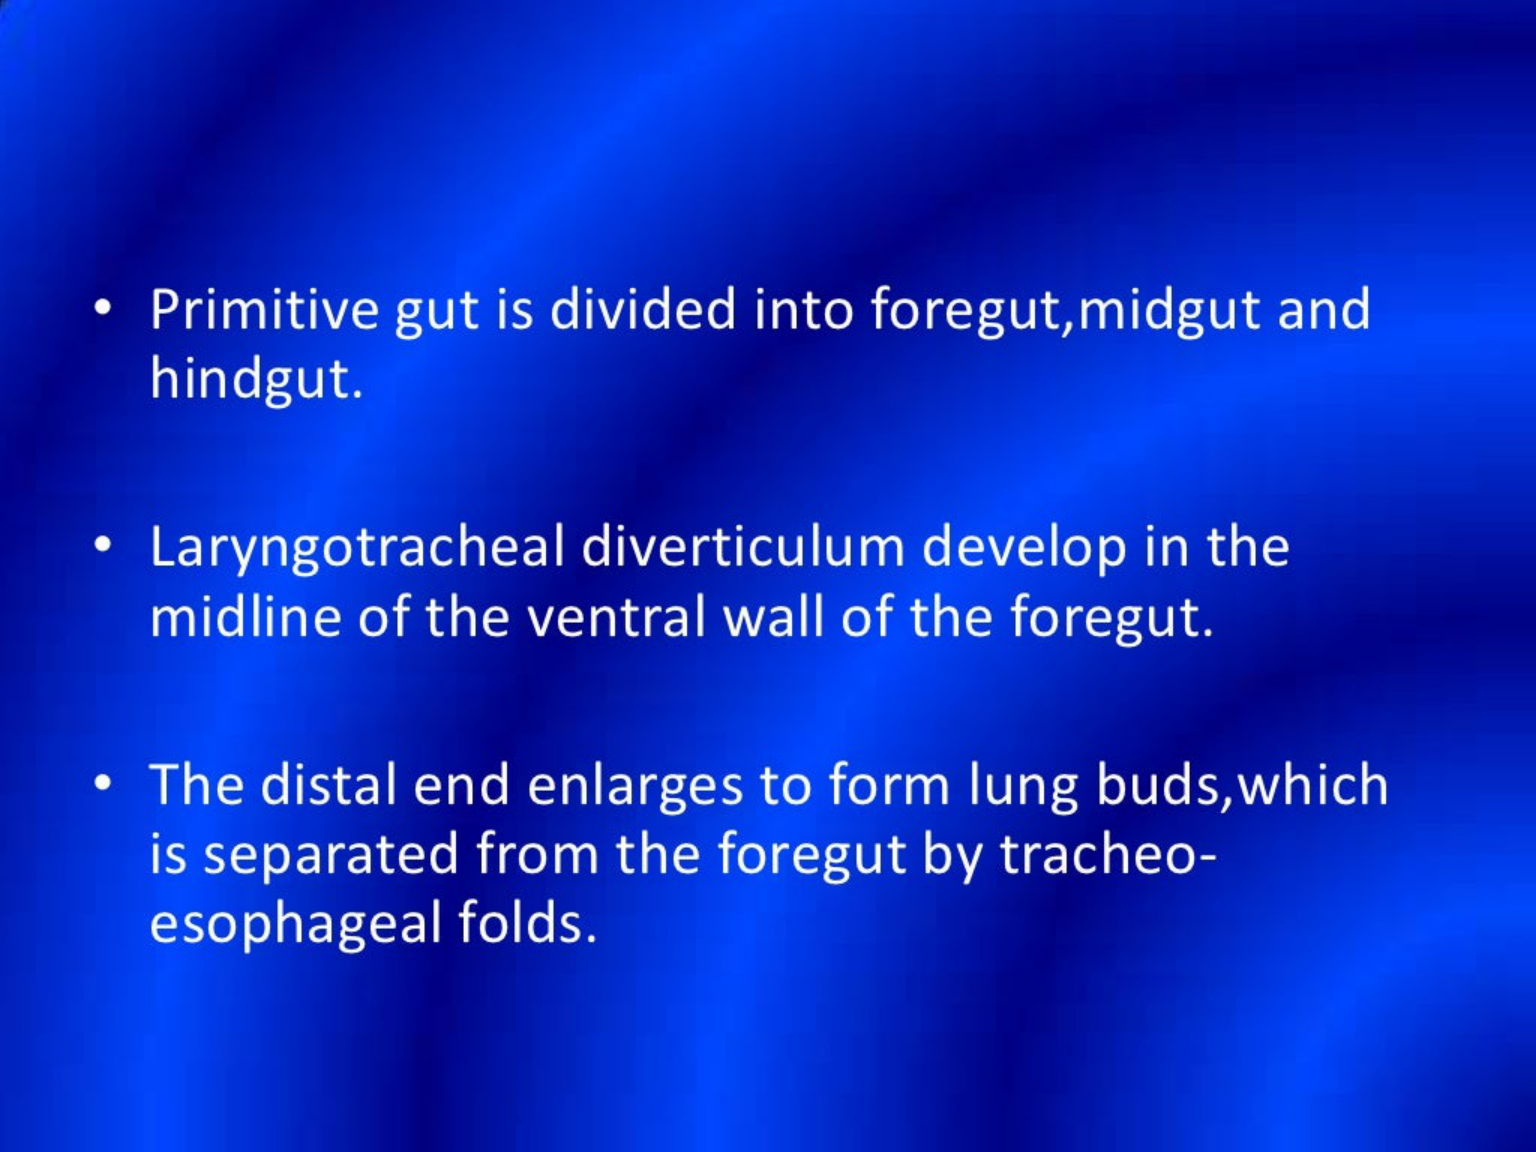 • Primitive gut is divided into foregut,midgut and
hindgut.
• Laryngotracheal diverticulum develop in the
midline of the ventral wall of the foregut.
• The distal end enlarges to form lung buds,which
is separated from the foregut by tracheo-
esophageal folds.